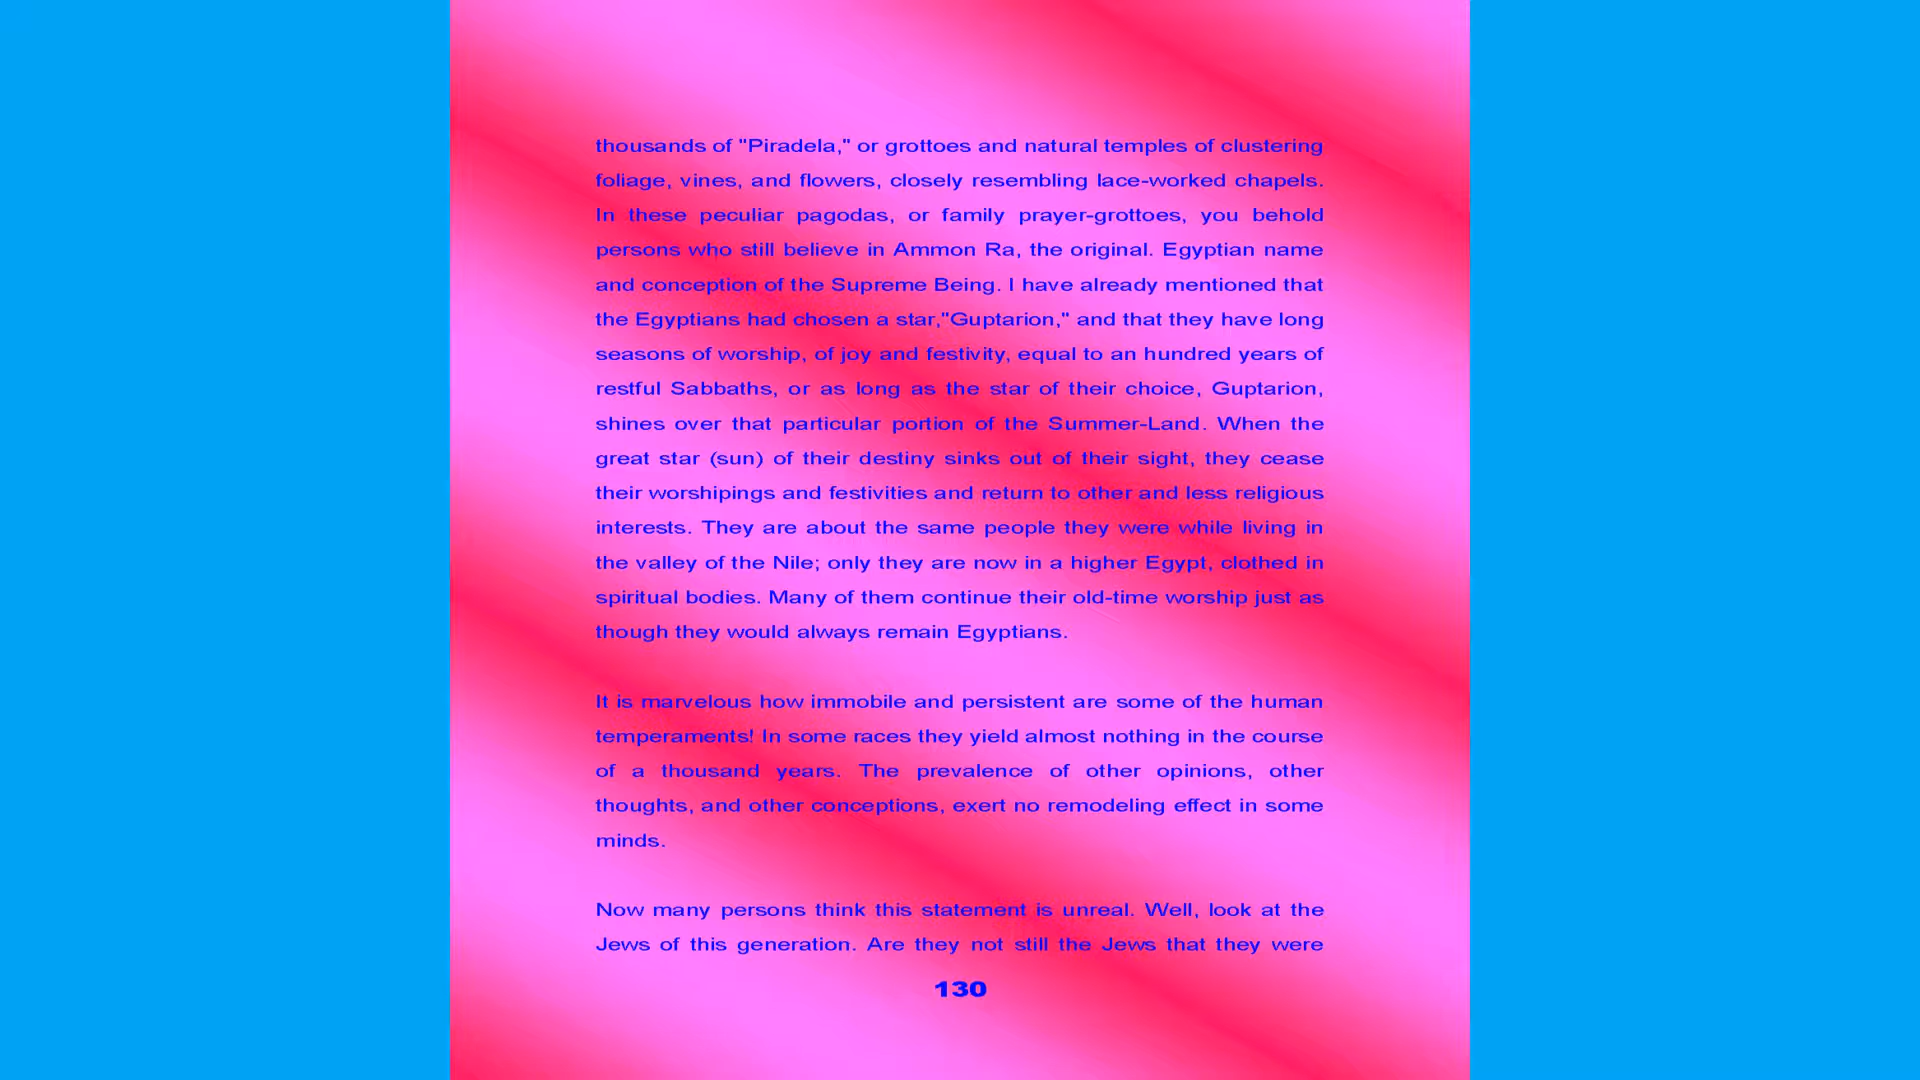 thousands of "Piradela," or grottoes and natural temples of clustering
foliage, vines, and flowers, closely resembling lace-worked chapels.
In these peculiar pagodas, or family prayer-grottoes, you behold
persons who still believe in Ammon Ra, the original. Egyptian name
and conception of the Supreme Being. I have already mentioned that
the Egyptians had chosen a star,"Guptarion," and that they have long
seasons of worship, of joy and festivity, equal to an hundred years of
restful Sabbaths, or as long as the star of their choice, Guptarion,
shines over that particular portion of the Summer-Land. When the
great star (sun) of their destiny sinks out of their sight, they cease
their worshipings and festivities and return to other and less religious
interests. They are about the same people they were while living in
the valley of the Nile; only they are now in a higher Egypt, clothed in
spiritual bodies. Many of them continue their old-time worship just as
though they would always remain Egyptians.
It is marvelous how immobile and persistent are some of the human
temperaments! In some races they yield almost nothing in the course
of a thousand years. The prevalence of other opinions, other
thoughts, and other conceptions, exert no remodeling effect in some
minds.
Now many persons think this statement is unreal. Well, look at the
Jews of this generation. Are they not still the Jews that they were
130